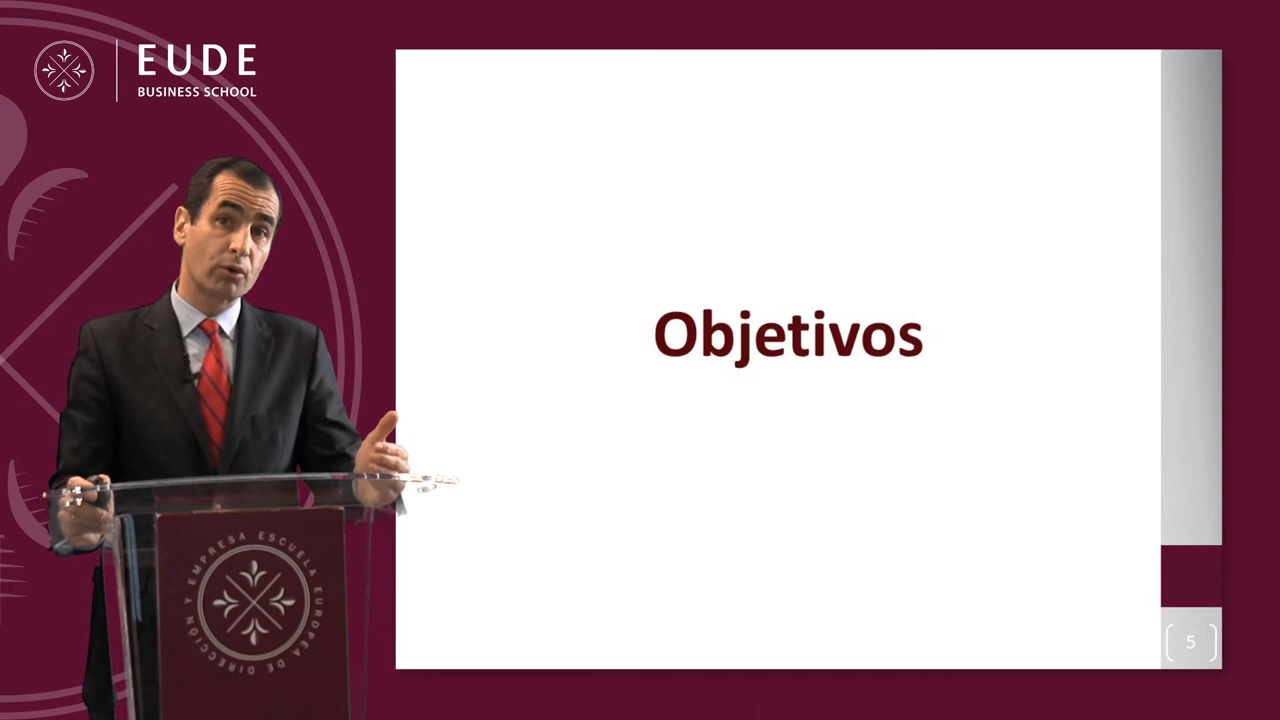 EUDE
BUSINESS SCHOOL
Objetivos
ESCUELA EUROPEA DE DIRECCIÓN Y EMPRESA
5